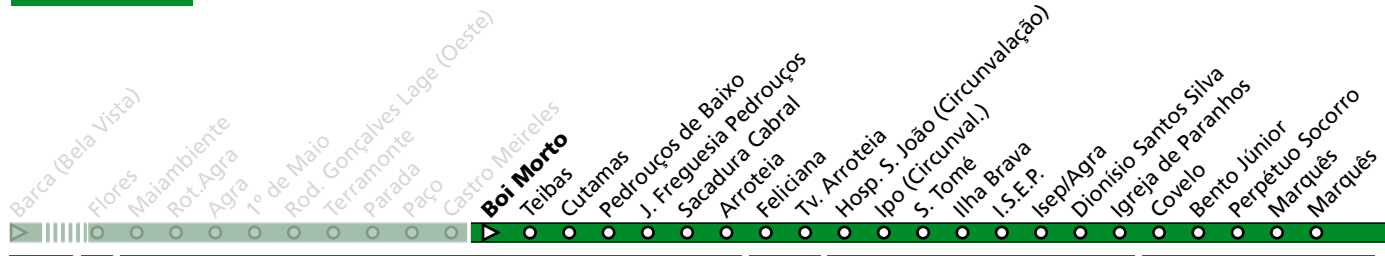 Barca (Bela Vista)
Flores
Maiambiente
Rot.Agra
Agra
1º de Maio
Rod. Gonçalves Lage (Oeste)
Terramonte
Parada
Paço
Castro Meireles
Boi Morto
Teibas
Cutamas
Pedrouços de Baixo
J. Freguesia Pedrouços
Sacadura Cabral
Arroteia
Feliciana
Tv. Arroteia
Hosp. S. João (Circunvalação)
Ipo (Circunval.)
S. Tomé
Ilha Brava
I.S.E.P.
Isep/Agra
Dionisio Santos Silva
Igreja de Paranhos
Covelo
Bento Júnior
Perpétuo Socorro
Marquês
Marquês